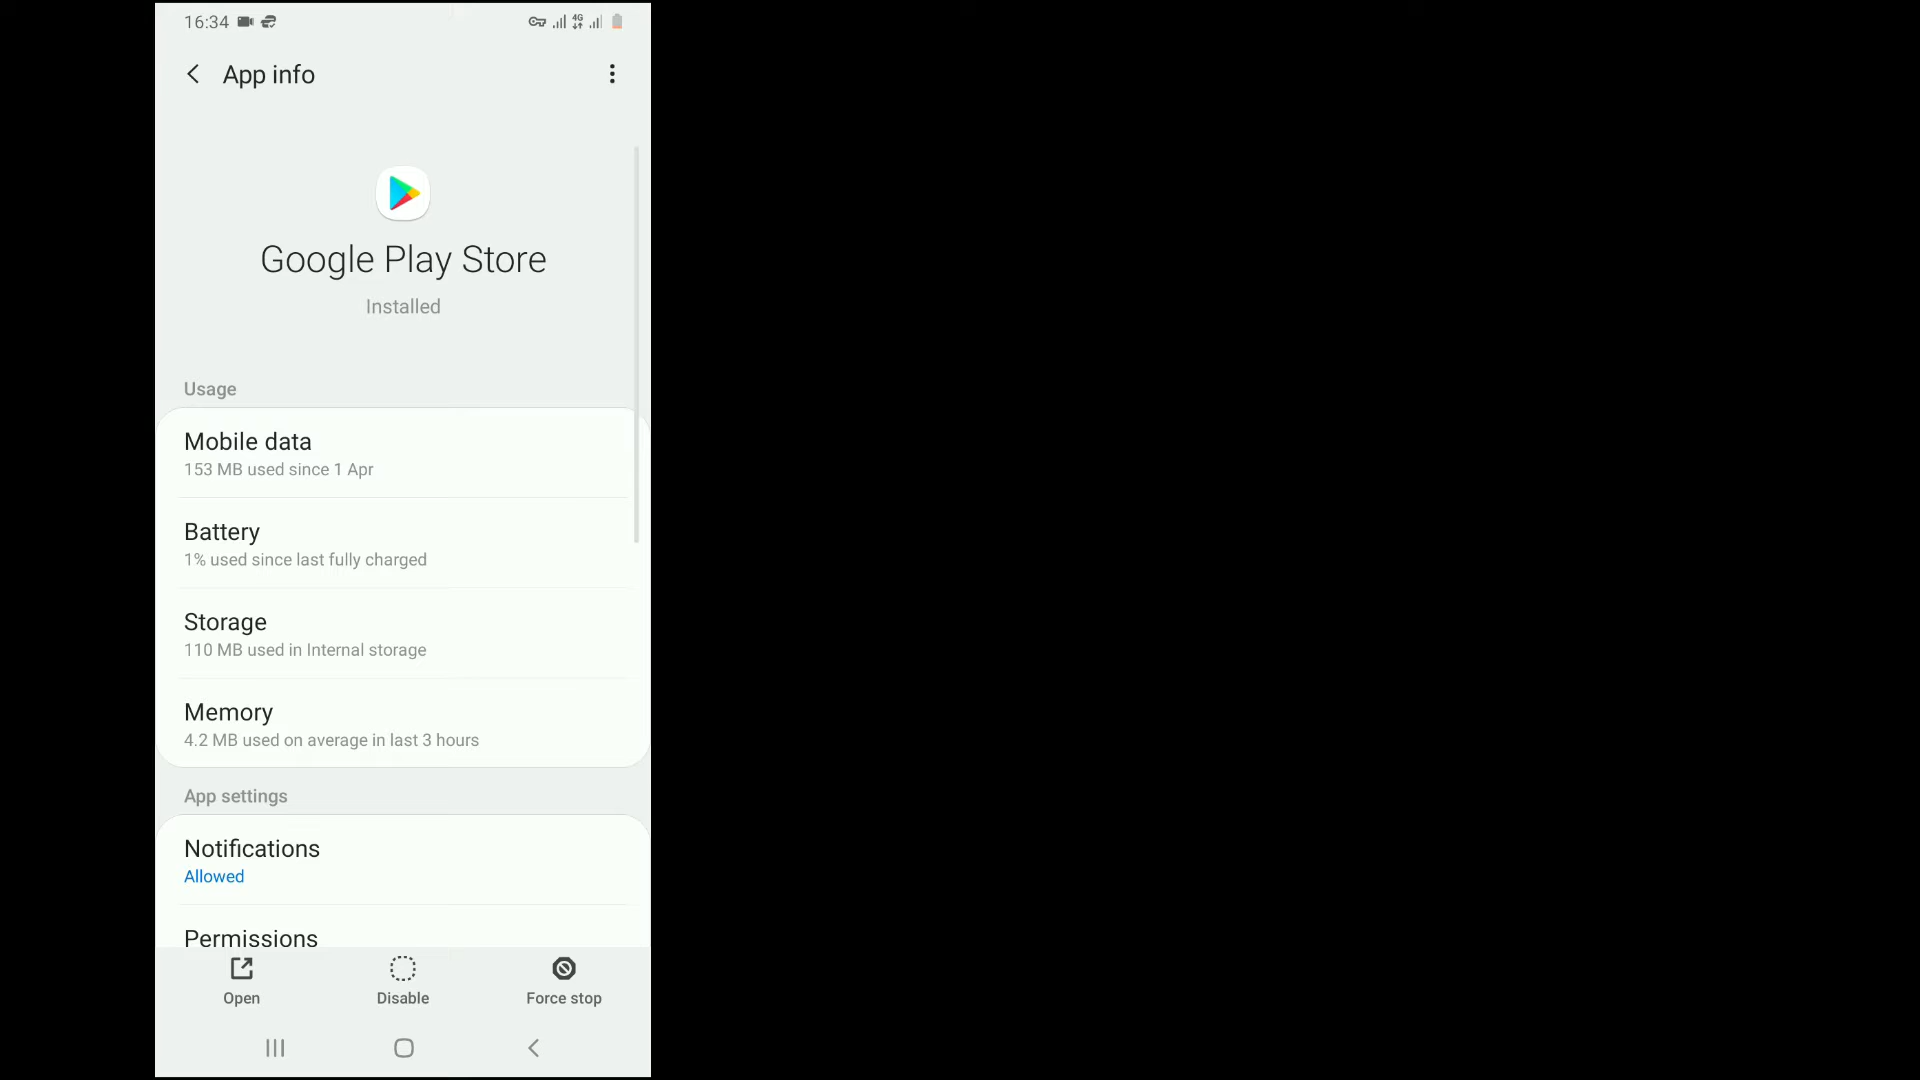 16:34
4G
App info
Google Play Store
Installed
Usage
Mobile data
153 MB used since 1 Apr
Battery
1% used since last fully charged
Storage
110 MB used in Internal storage
Memory
4.2 MB used on average in last 3 hours
App settings
Notifications
Allowed
Permissions
Open
Disable
Force stop